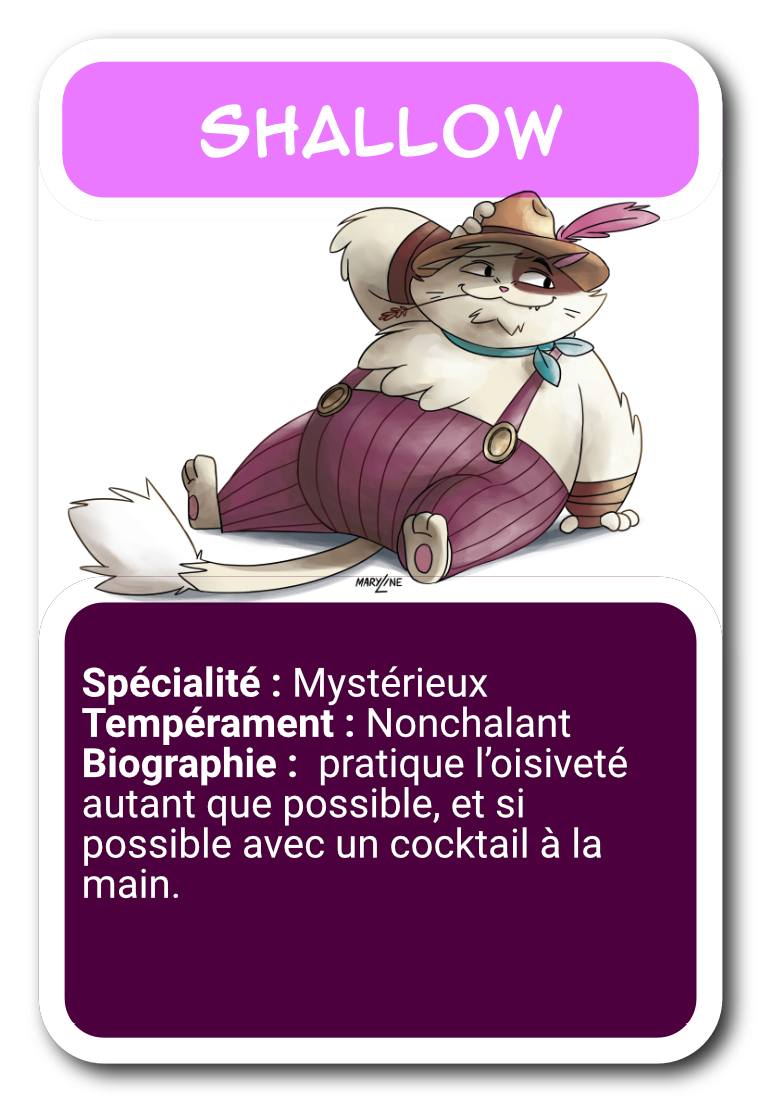 SHALLOW
MARYLINE
Spécialité : Mystérieux
Tempérament : Nonchalant
Biographie :  pratique l’oisiveté
autant que possible, et si
possible avec un cocktail à la
main.